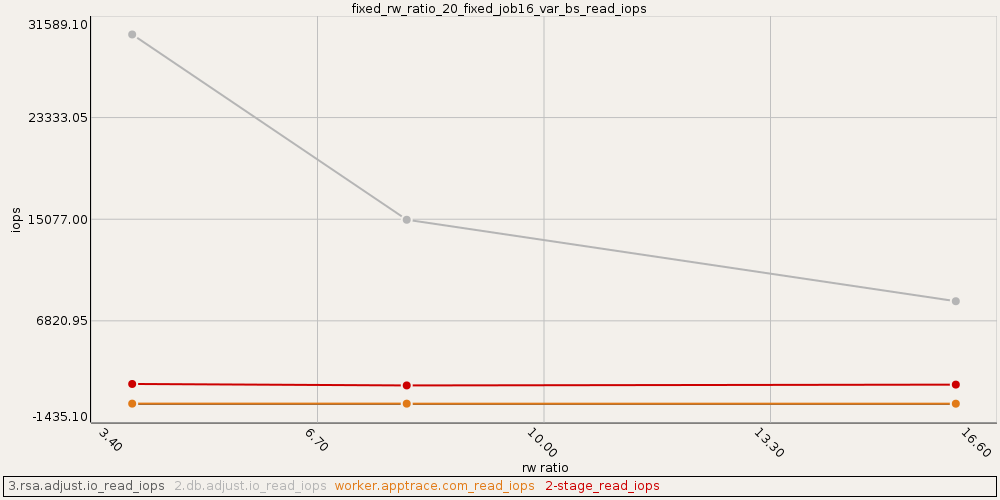 fixed_rw_ratio_20_fixed_job16_var_bs_read_iops
31589.10
23333.05
iops
15077.00
6820.95
-1435.10
3.40 6.70 10.00 13.30 16.60
rw ratio
3.rsa.adjust.io_read_iops 2.db.adjust.io_read_iops worker.apptrace.com_read_iops 2-stage_read_iops